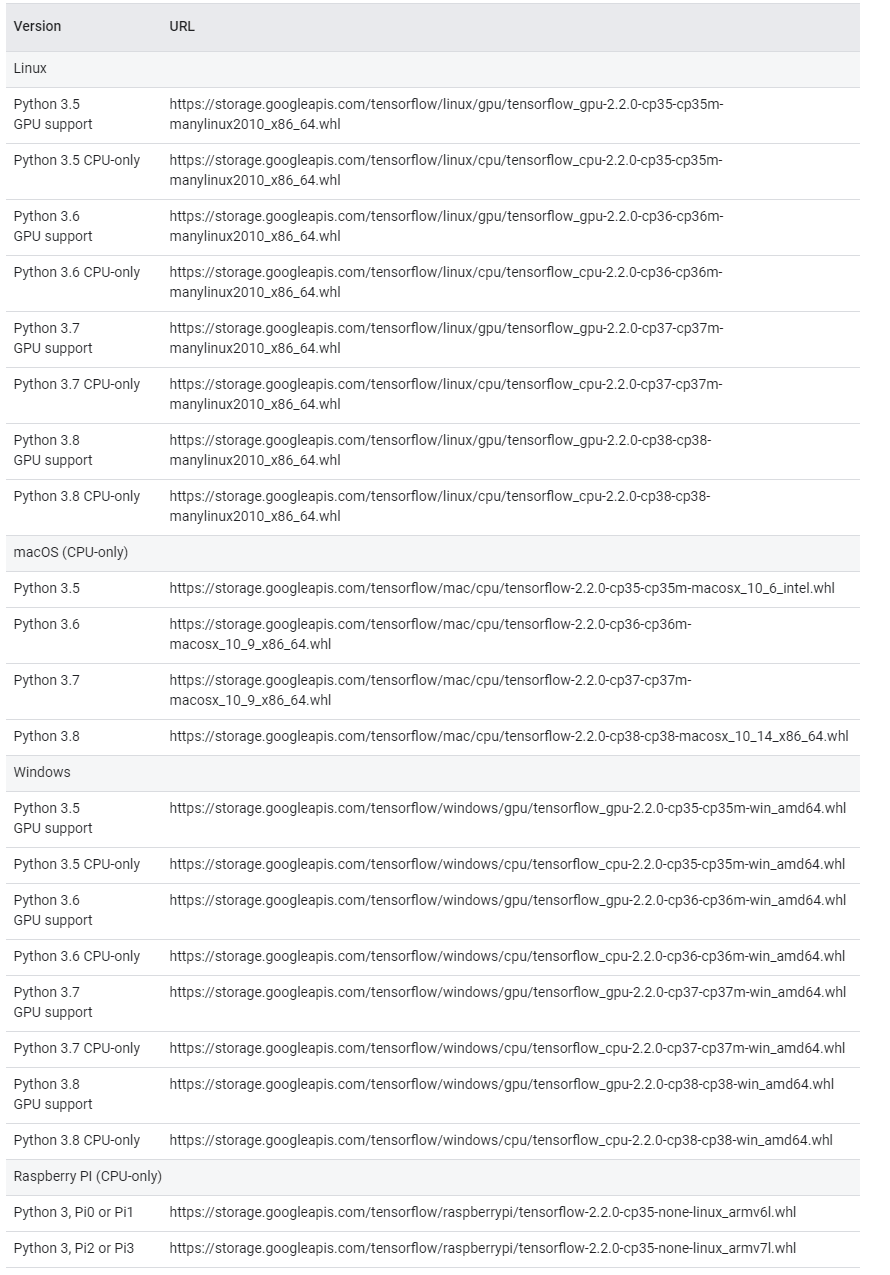 Version URL
Linux
Python 3.5 https://storage.googleapis.com/tensorflow/linux/gpu/tensorflow_gpu-2.2.0-cp35-cp35m-
GPU support manylinux2010_x86_64.whl
Python 3.5 CPU-only https://storage.googleapis.com/tensorflow/linux/cpu/tensorflow_cpu-2.2.0-cp35-cp35m-
manylinux2010_x86_64.whl
Python 3.6 https://storage.googleapis.com/tensorflow/linux/gpu/tensorflow_gpu-2.2.0-cp36-cp36m-
GPU support manylinux2010_x86_64.whl
Python 3.6 CPU-only https://storage.googleapis.com/tensorflow/linux/cpu/tensorflow_cpu-2.2.0-cp36-cp36m-
manylinux2010_x86_64.whl
Python 3.7 https://storage.googleapis.com/tensorflow/linux/gpu/tensorflow_gpu-2.2.0-cp37-cp37m-
GPU support manylinux2010_x86_64.whl
Python 3.7 CPU-only https://storage.googleapis.com/tensorflow/linux/cpu/tensorflow_cpu-2.2.0-cp37-cp37m-
manylinux2010_x86_64.whl
Python 3.8 https://storage.googleapis.com/tensorflow/linux/gpu/tensorflow_gpu-2.2.0-cp38-cp38-
GPU support manylinux2010_x86_64.whl
Python 3.8 CPU-only https://storage.googleapis.com/tensorflow/linux/cpu/tensorflow_cpu-2.2.0-cp38-cp38-
manylinux2010_x86_64.whl
macOS (CPU-only)
Python 3.5 https://storage.googleapis.com/tensorflow/mac/cpu/tensorflow-2.2.0-cp35-cp35m-macosx_10_6_intel.whl
Python 3.6 https://storage.googleapis.com/tensorflow/mac/cpu/tensorflow-2.2.0-cp36-cp36m-
macosx_10_9_x86_64.whl
Python 3.7 https://storage.googleapis.com/tensorflow/mac/cpu/tensorflow-2.2.0-cp37-cp37m-
macosx_10_9_x86_64.whl
Python 3.8 https://storage.googleapis.com/tensorflow/mac/cpu/tensorflow-2.2.0-cp38-cp38-macosx_10_14_x86_64.whl
Windows
Python 3.5 https://storage.googleapis.com/tensorflow/windows/gpu/tensorflow_gpu-2.2.0-cp35-cp35m-win_amd64.whl
GPU support
Python 3.5 CPU-only https://storage.googleapis.com/tensorflow/windows/cpu/tensorflow_cpu-2.2.0-cp35-cp35m-win_amd64.whl
Python 3.6 https://storage.googleapis.com/tensorflow/windows/gpu/tensorflow_gpu-2.2.0-cp36-cp36m-win_amd64.whl
GPU support
Python 3.6 CPU-only https://storage.googleapis.com/tensorflow/windows/cpu/tensorflow_cpu-2.2.0-cp36-cp36m-win_amd64.whl
Python 3.7 https://storage.googleapis.com/tensorflow/windows/gpu/tensorflow_gpu-2.2.0-cp37-cp37m-win_amd64.whl
GPU support
Python 3.7 CPU-only https://storage.googleapis.com/tensorflow/windows/cpu/tensorflow_cpu-2.2.0-cp37-cp37m-win_amd64.whl
Python 3.8 https://storage.googleapis.com/tensorflow/windows/gpu/tensorflow_gpu-2.2.0-cp38-cp38-win_amd64.whl
GPU support
Python 3.8 CPU-only https://storage.googleapis.com/tensorflow/windows/cpu/tensorflow_cpu-2.2.0-cp38-cp38-win_amd64.whl
Raspberry PI (CPU-only)
Python 3, Pi0 or Pi1 https://storage.googleapis.com/tensorflow/raspberrypi/tensorflow-2.2.0-cp35-none-linux_armv6l.whl
Python 3, Pi2 or Pi3 https://storage.googleapis.com/tensorflow/raspberrypi/tensorflow-2.2.0-cp35-none-linux_armv7l.whl